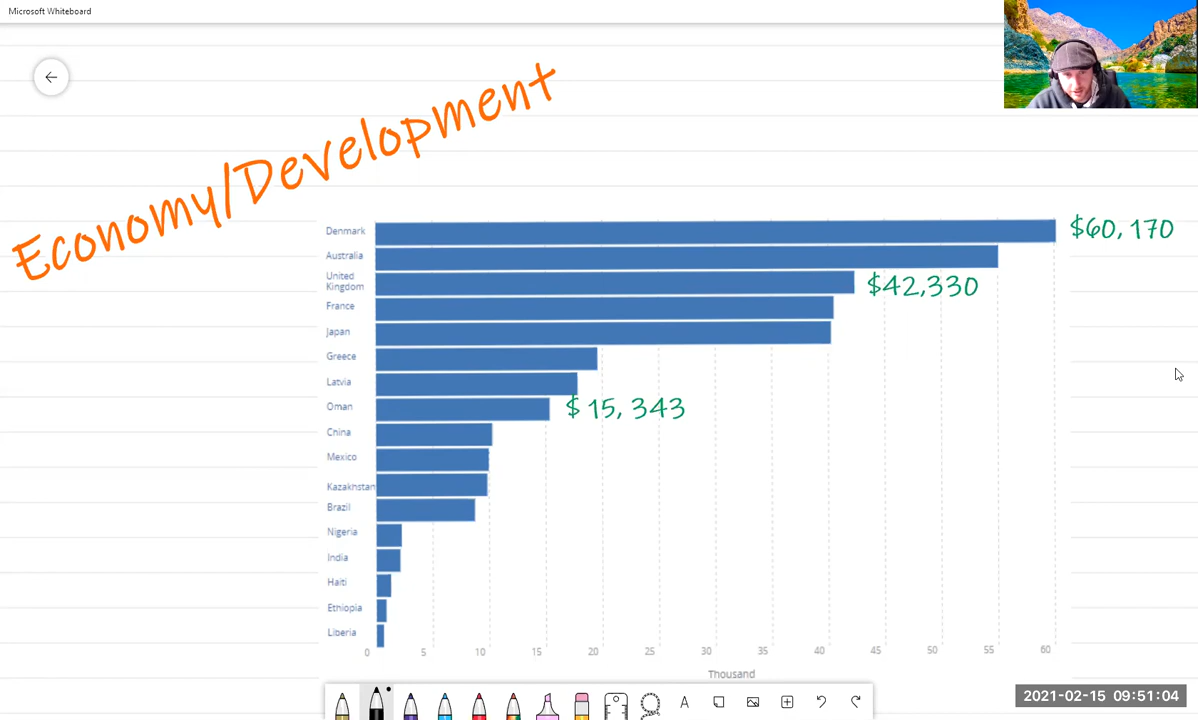 Microsoft Whiteboard
Economy/Development
Denmark $60,170
Australia
United
Kingdom $42,330
France
Japan
Greece
Latvia
Oman $15,343
China
Mexico
Kazakhstan
Brazil
Nigeria
India
Haiti
Ethiopia
Liberia
0 5 10 15 20 25 30 35 40 45 50 55 60
Thousand
A
2021-02-15 09:51:04